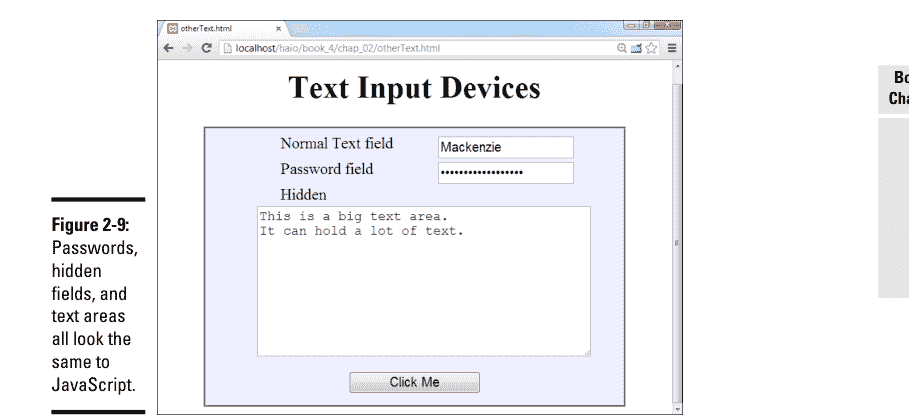 otherText.html
localhost/haio/book_4/chap_02/otherText.html
Text Input Devices
Normal Text field
Mackenzie
Password field
•••••••••••••••••
Hidden
This is a big text area.
It can hold a lot of text.
Click Me
Figure 2-9:
Passwords,
hidden
fields, and
text areas
all look the
same to
JavaScript.